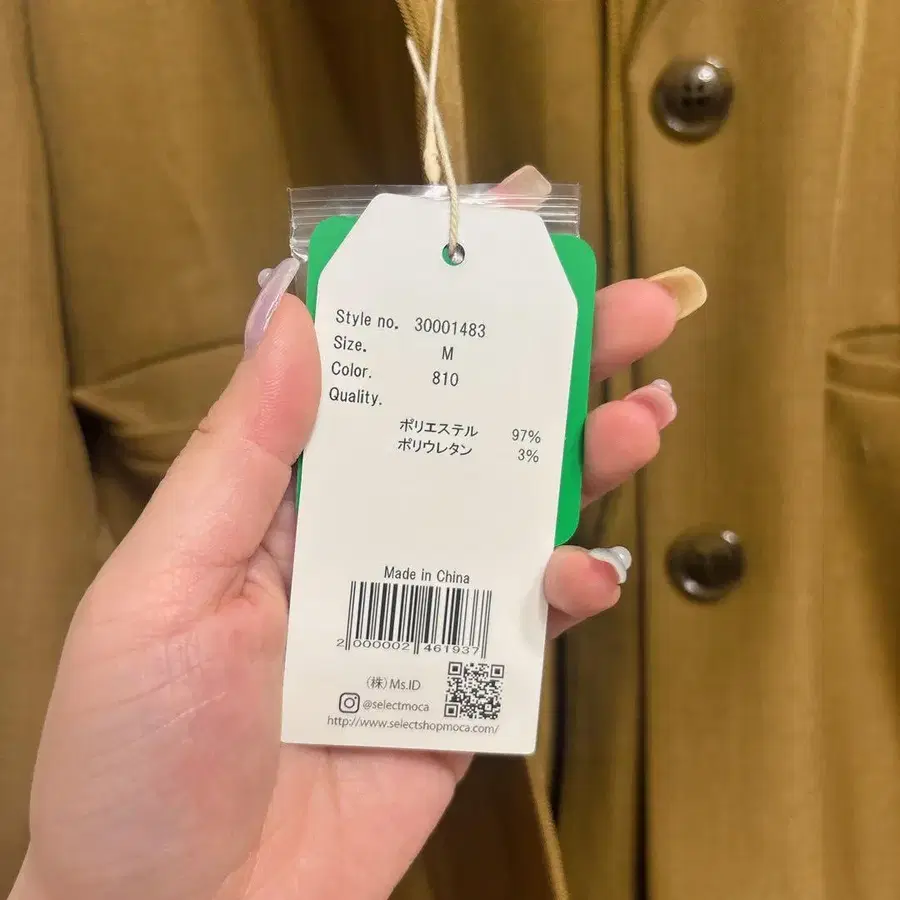 Style no. 30001483
Size. M
Color. 810
Quality.
ポリエステル 97%
ポリウレタン 3%
Made in China
2 000002 461937
(株)Ms.ID
@selectmoca
http://www.selectshopmoca.com/